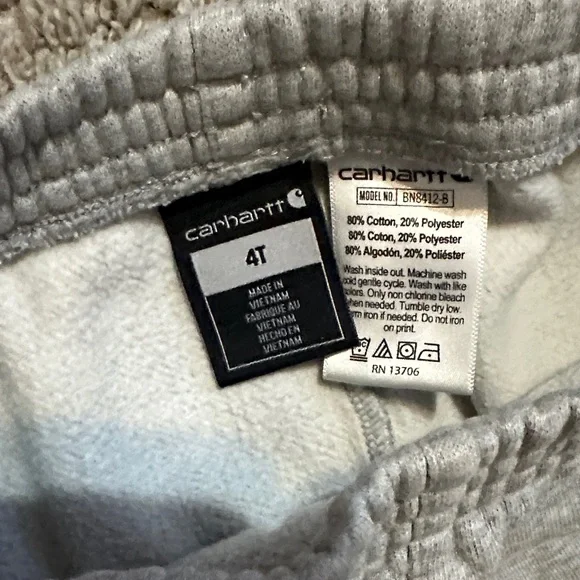 carhartt
4T
MADE IN
VIETNAM
FABRIQUE AU
VIETNAM
HECHO EN
VIETNAM
carhartt
MODEL NO. BN8412-B
80% Cotton, 20% Polyester
80% Coton, 20% Polyester
80% Algodón, 20% Poliéster
Wash inside out. Machine wash
cold gentle cycle. Wash with like
colors. Only non chlorine bleach
when needed. Tumble dry low.
iron if needed. Do not iron
on print.
RN 13706